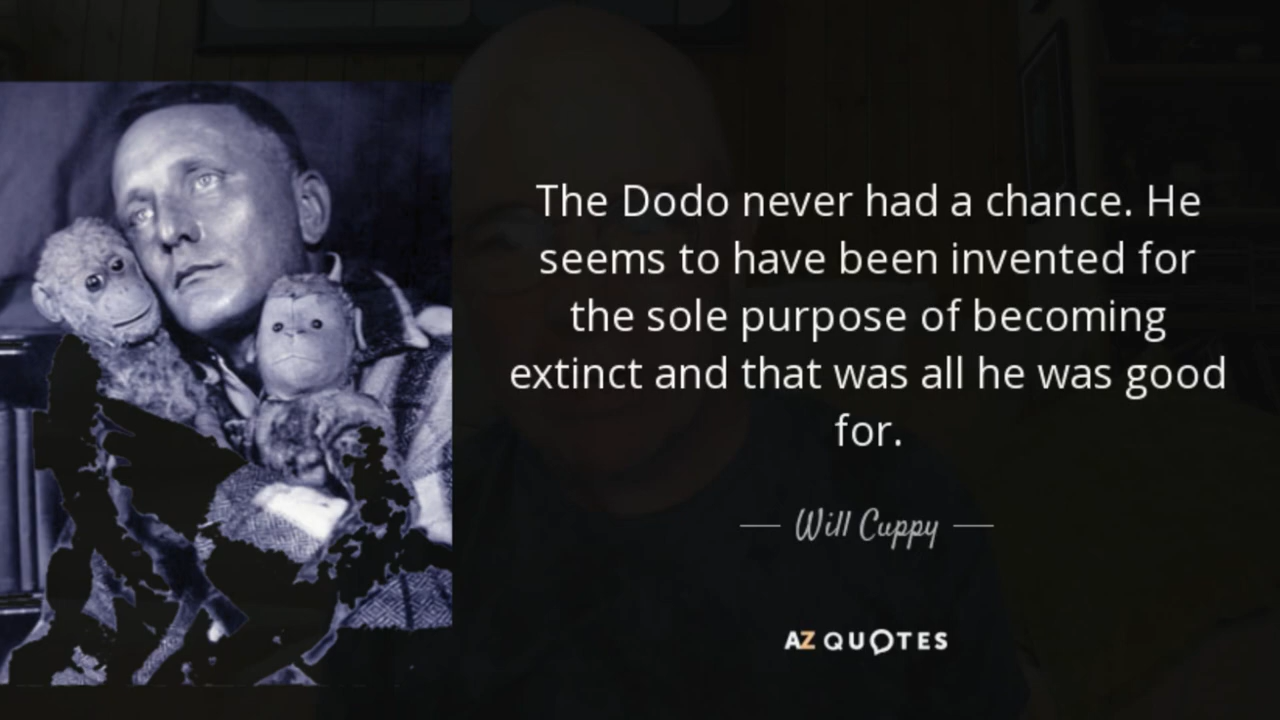 The Dodo never had a chance. He
seems to have been invented for
the sole purpose of becoming
extinct and that was all he was good
for.
Will Cuppy
AZ QUOTES